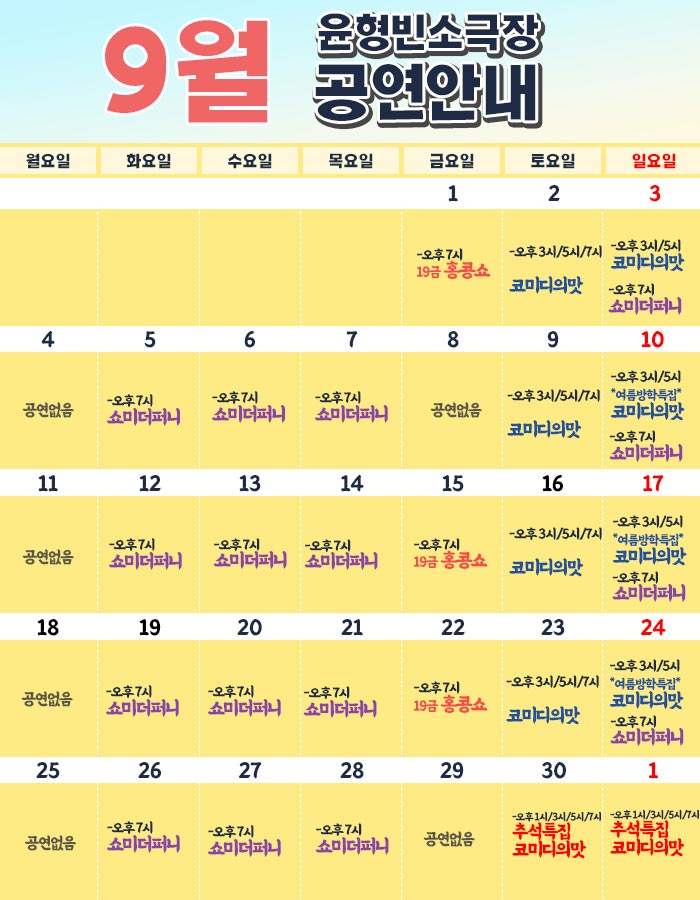 9월
윤형빈소극장
공연안내
월요일 화요일 수요일 목요일 금요일 토요일 일요일
1 2 3
-오후 7시
19금 홍콩쇼
-오후 3시/5시/7시
코미디의맛
-오후 3시/5시
코미디의맛
-오후 7시
쇼미더퍼니
4 5 6 7 8 9 10
공연없음
-오후 7시
쇼미더퍼니
-오후 7시
쇼미더퍼니
-오후 7시
쇼미더퍼니
공연없음
-오후 3시/5시/7시
코미디의맛
-오후 3시/5시
*여름방학특집*
코미디의맛
-오후 7시
쇼미더퍼니
11 12 13 14 15 16 17
공연없음
-오후 7시
쇼미더퍼니
-오후 7시
쇼미더퍼니
-오후 7시
쇼미더퍼니
-오후 7시
19금 홍콩쇼
-오후 3시/5시/7시
코미디의맛
-오후 3시/5시
*여름방학특집*
코미디의맛
-오후 7시
쇼미더퍼니
18 19 20 21 22 23 24
공연없음
-오후 7시
쇼미더퍼니
-오후 7시
쇼미더퍼니
-오후 7시
쇼미더퍼니
-오후 7시
19금 홍콩쇼
-오후 3시/5시/7시
코미디의맛
-오후 3시/5시
*여름방학특집*
코미디의맛
-오후 7시
쇼미더퍼니
25 26 27 28 29 30 1
공연없음
-오후 7시
쇼미더퍼니
-오후 7시
쇼미더퍼니
-오후 7시
쇼미더퍼니
공연없음
-오후 1시/3시/5시/7시
추석특집
코미디의맛
-오후 1시/3시/5시/7시
추석특집
코미디의맛